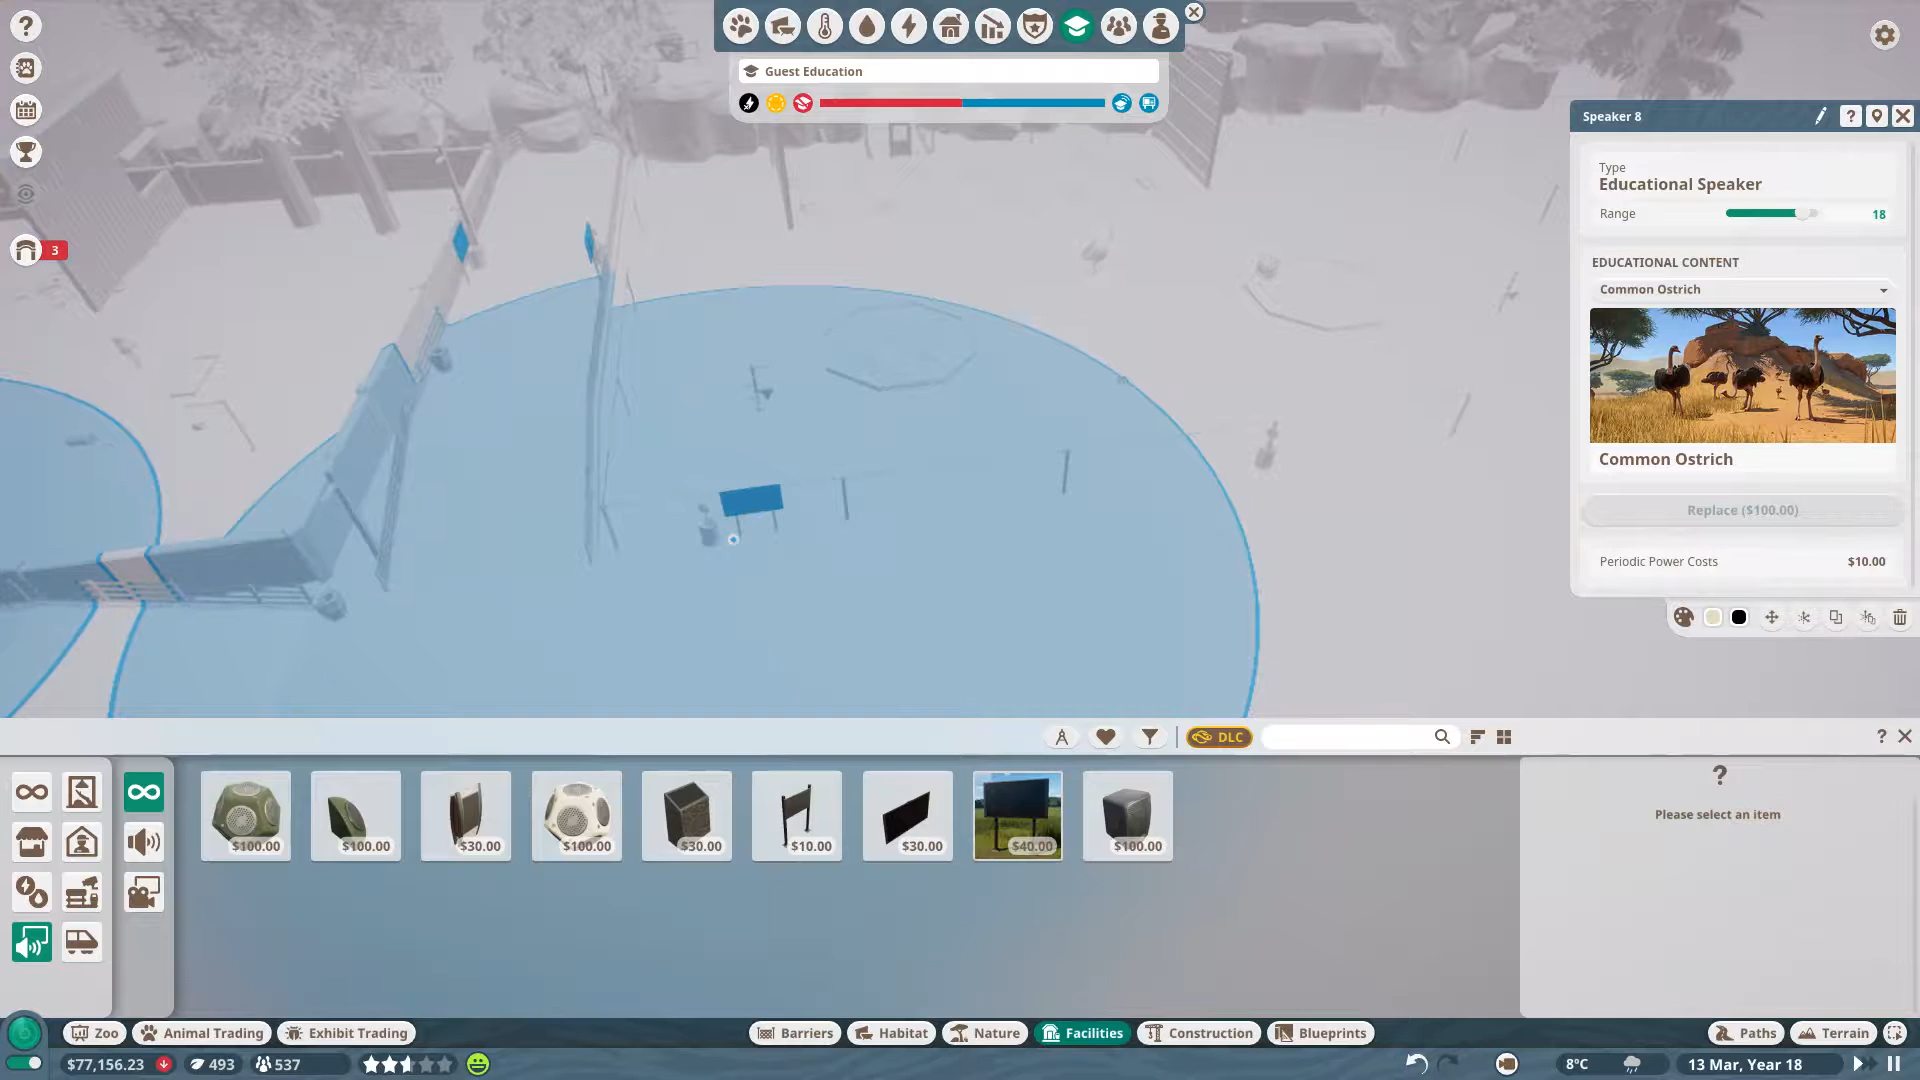 Guest Education
3
Speaker 8
?
Type
Educational Speaker
Range
18
EDUCATIONAL CONTENT
Common Ostrich
Common Ostrich
Replace ($100.00)
Periodic Power Costs
$10.00
DLC
?
$100.00
$100.00
$30.00
$100.00
$30.00
$10.00
$30.00
$40.00
$100.00
?
Please select an item
Zoo
Animal Trading
Exhibit Trading
Barriers
Habitat
Nature
Facilities
Construction
Blueprints
Paths
Terrain
$77,156.23
493
537
8°C
13 Mar, Year 18